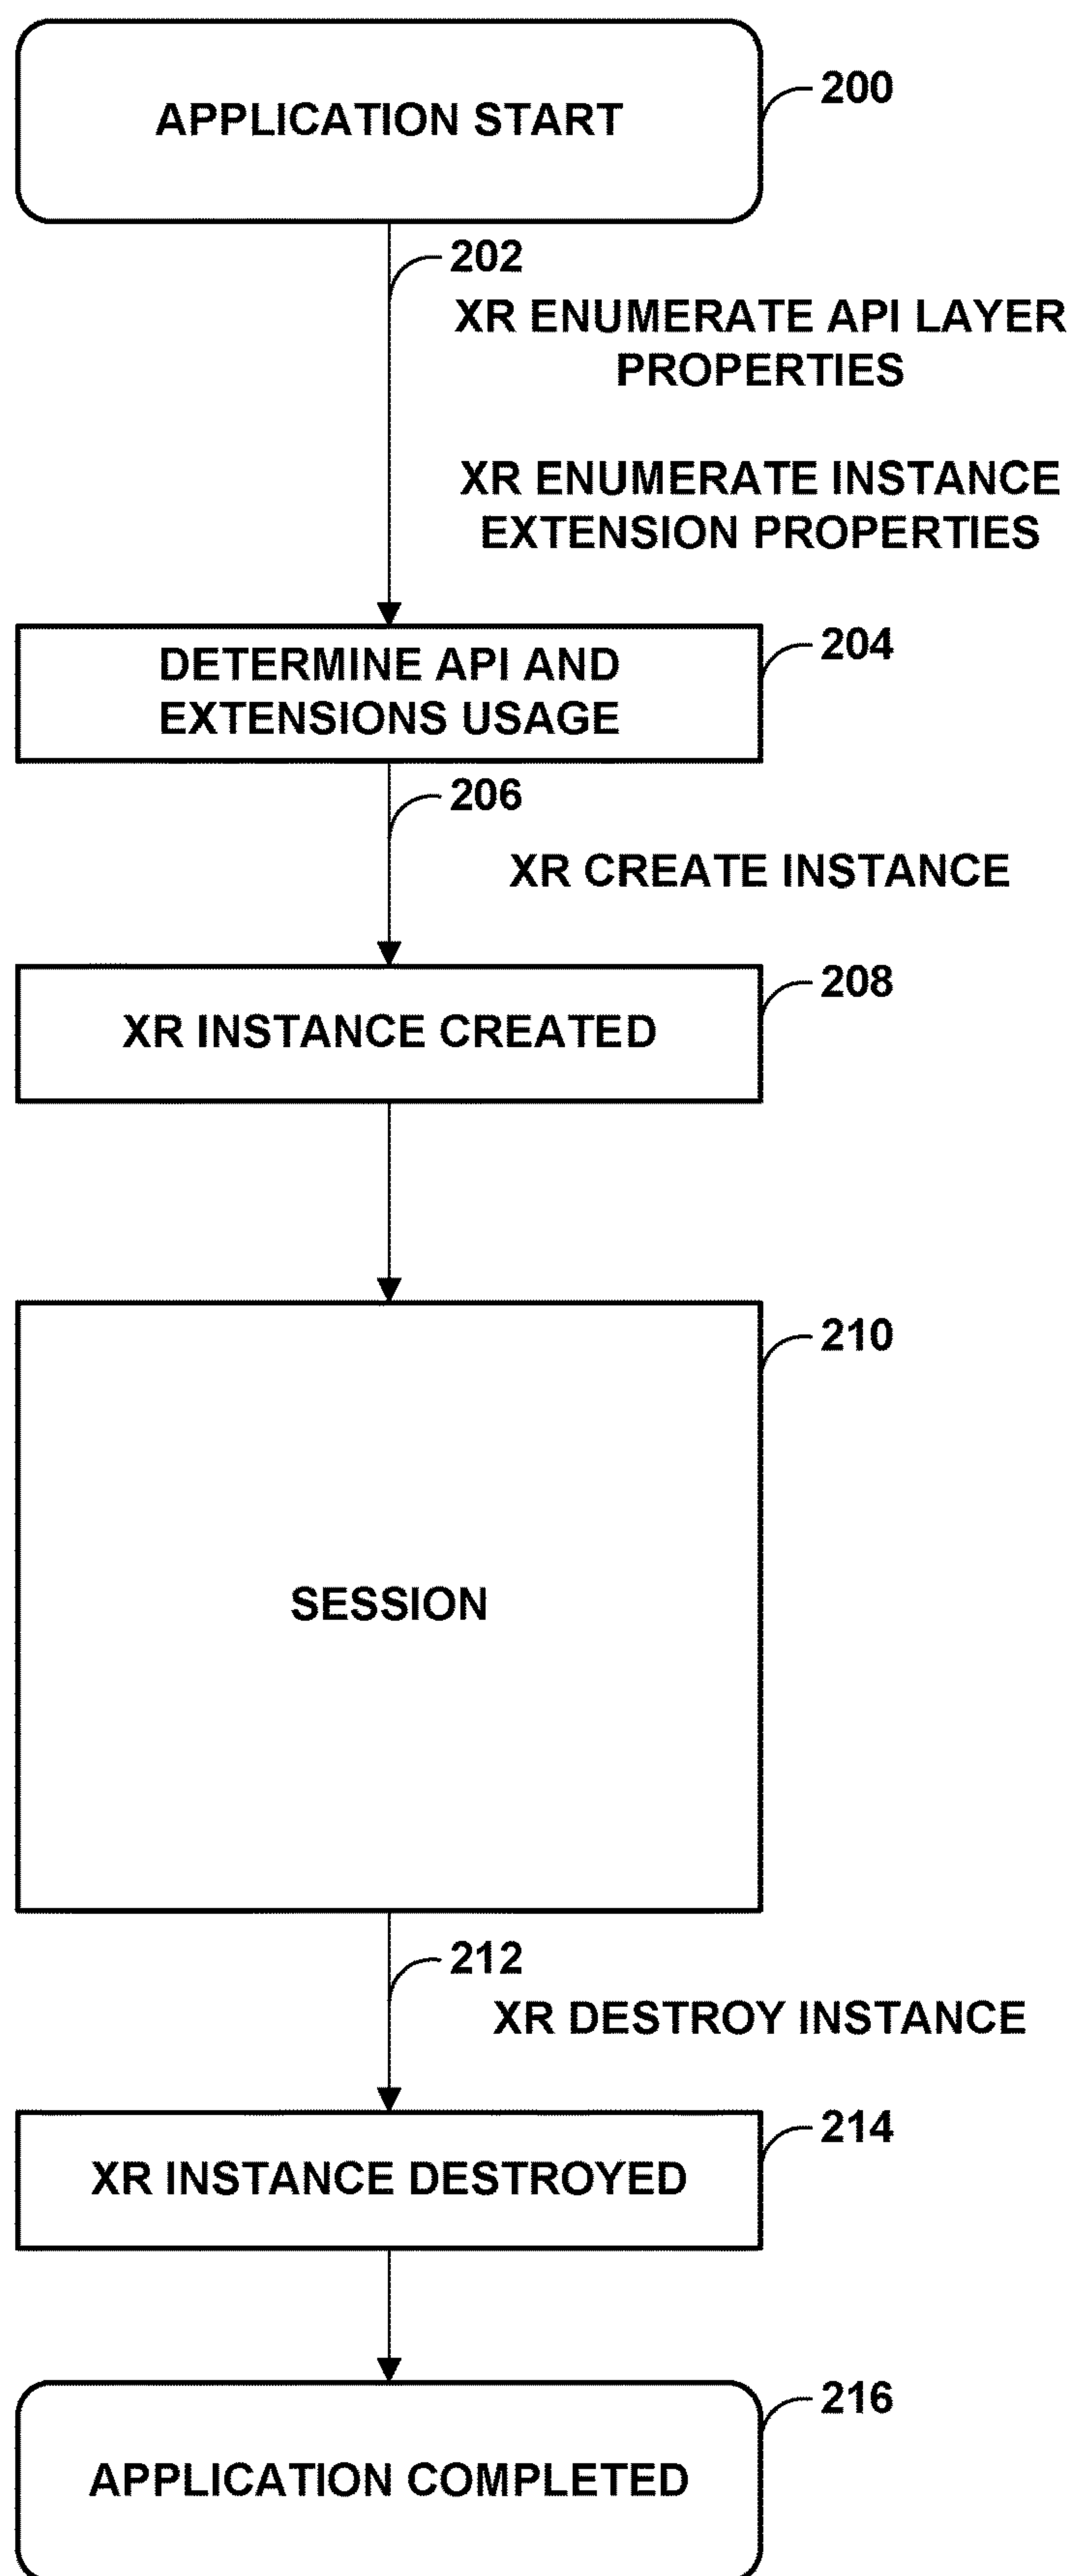 APPLICATION START
200
202
XR ENUMERATE API LAYER
PROPERTIES
XR ENUMERATE INSTANCE
EXTENSION PROPERTIES
DETERMINE API AND
EXTENSIONS USAGE
204
206
XR CREATE INSTANCE
XR INSTANCE CREATED
208
SESSION
210
212
XR DESTROY INSTANCE
XR INSTANCE DESTROYED
214
APPLICATION COMPLETED
216